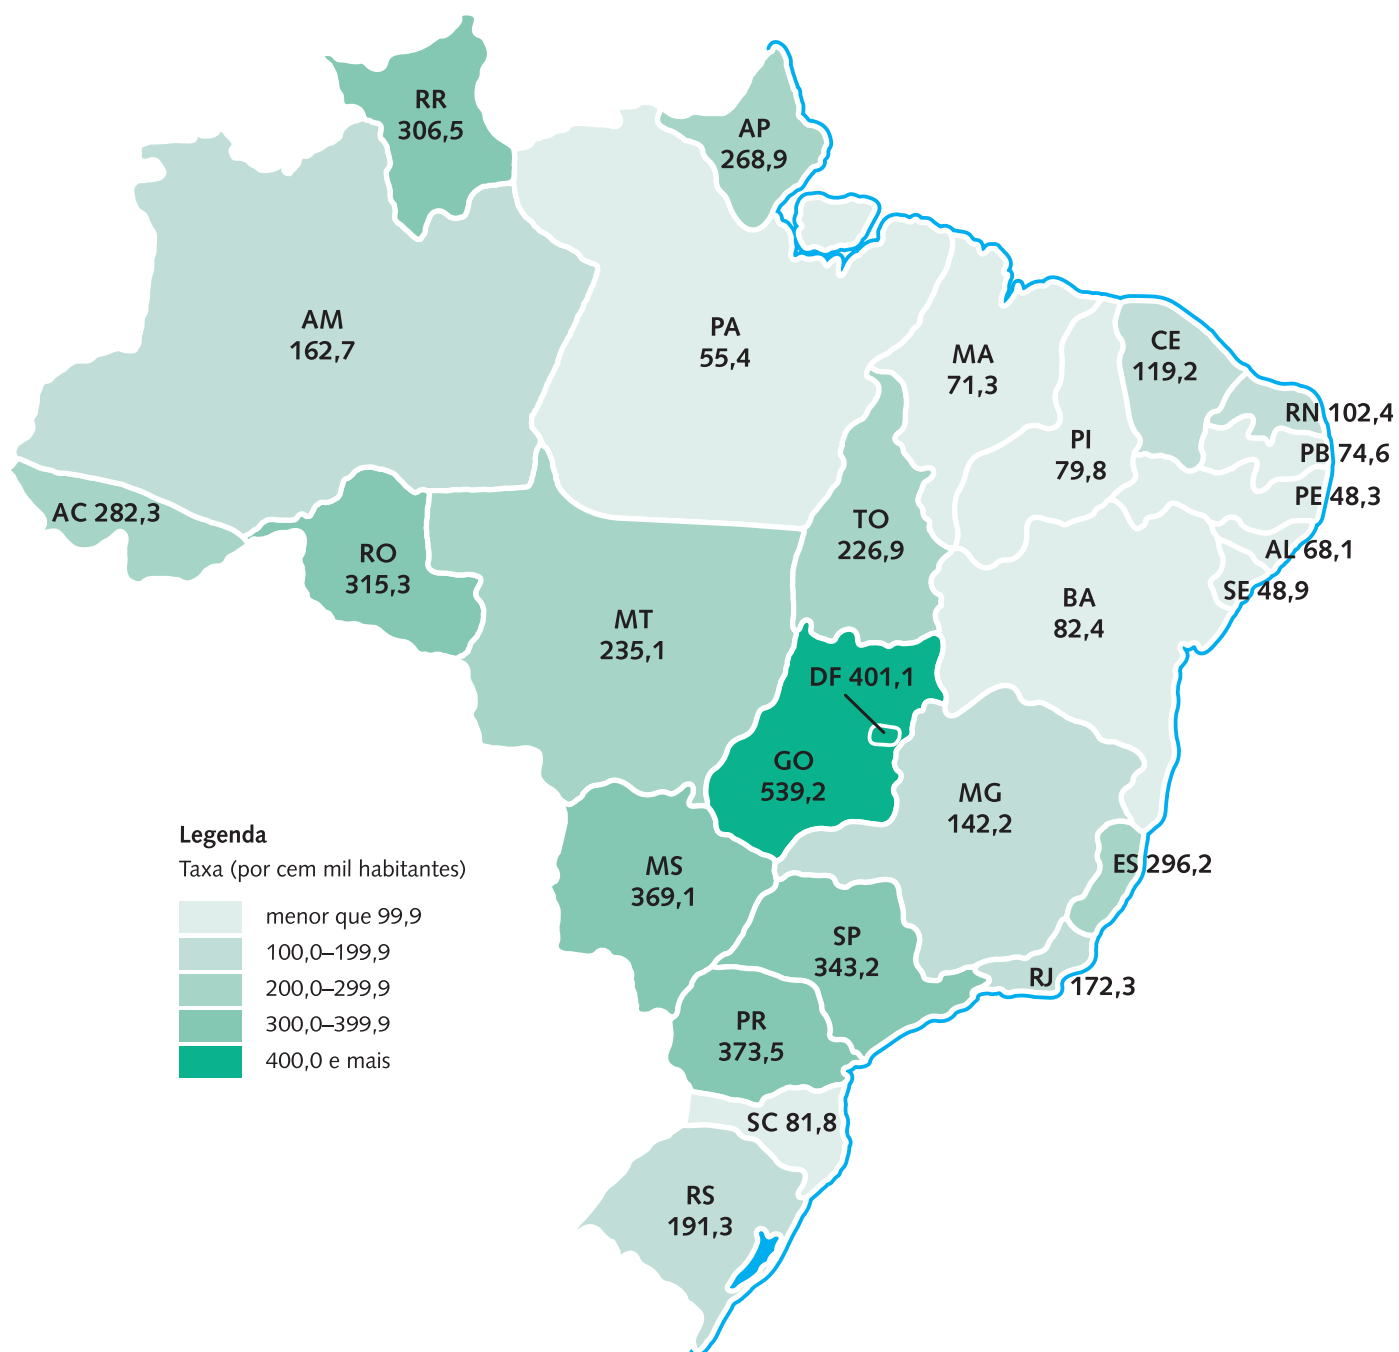 RR
306,5
AP
268,9
AM
162,7
PA
55,4
MA
71,3
CE
119,2
RN 102,4
PI
79,8
PB 74,6
PE 48,3
AC 282,3
TO
226,9
AL 68,1
RO
315,3
SE 48,9
BA
82,4
MT
235,1
DF 401,1
GO
539,2
MG
142,2
MS
369,1
ES 296,2
SP
343,2
RJ 172,3
PR
373,5
SC 81,8
RS
191,3
Legenda
Taxa (por cem mil habitantes)
menor que 99,9
100,0–199,9
200,0–299,9
300,0–399,9
400,0 e mais